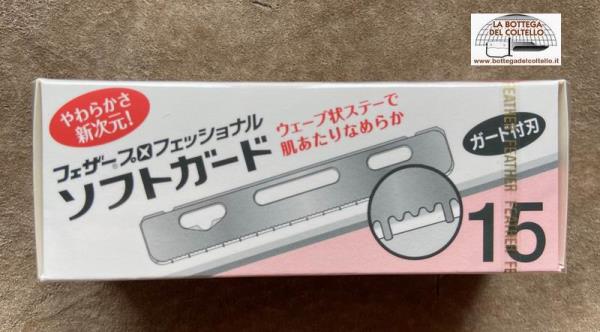 LA BOTTEGA
DEL COLTELLO
www.bottegadelcoltello.it
やわらかさ
新次元!
フェザープロフェッショナル
ソフトガード
ウェーブ状ステーで
肌あたりなめらか
ガード付刃
15
FEATHER FEATHER FE